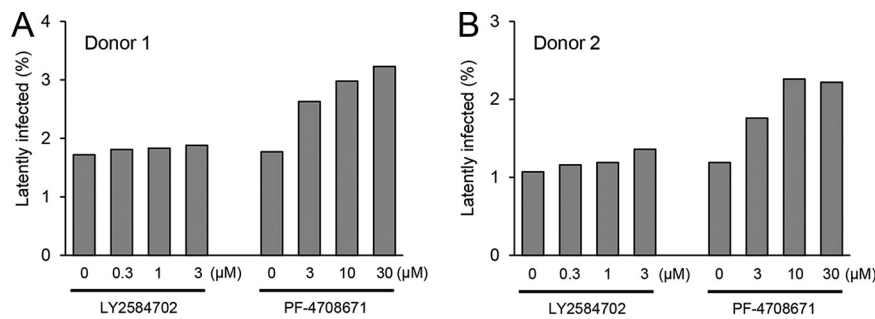 A
Donor 1
Latently infected (%)
4
3
2
1
0
0 0.3 1 3 (μM) 0 3 10 30 (μM)
LY2584702 PF-4708671
B
Donor 2
Latently infected (%)
3
2
1
0
0 0.3 1 3 (μM) 0 3 10 30 (μM)
LY2584702 PF-4708671